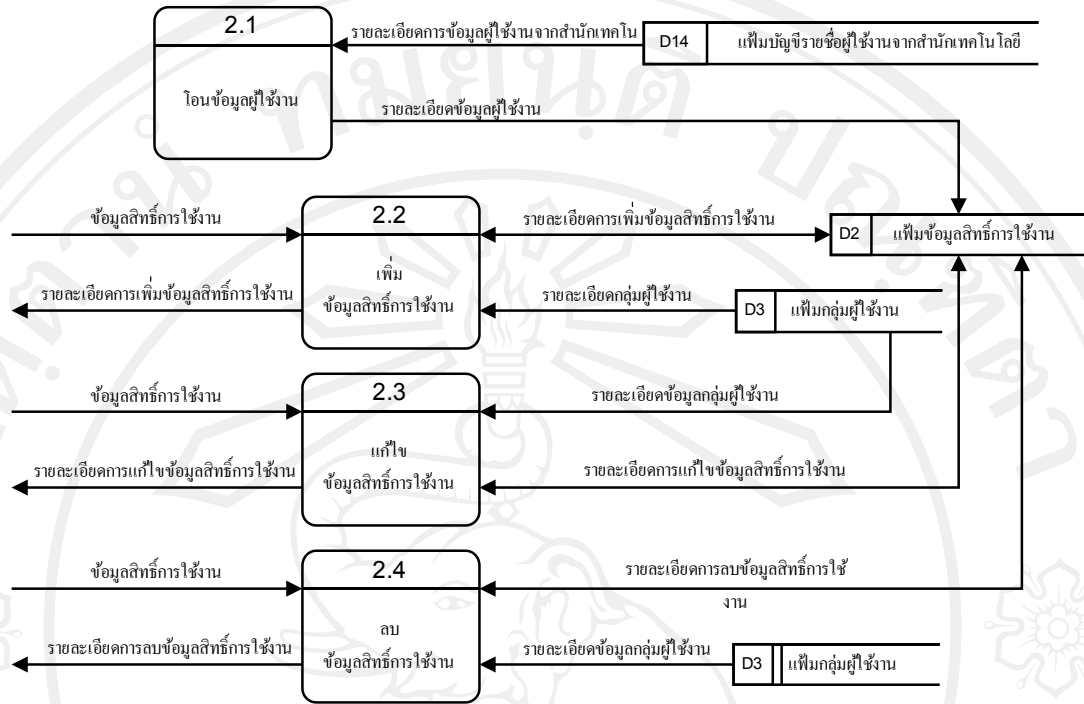 2.1
โอนข้อมูลผู้ใช้งาน
รายละเอียดการข้อมูลผู้ใช้งานจากสำนักเทคโน
D14
แฟ้มบัญชีรายชื่อผู้ใช้งานจากสำนักเทคโนโลยี
รายละเอียดข้อมูลผู้ใช้งาน
ข้อมูลสิทธิ์การใช้งาน
2.2
เพิ่ม
ข้อมูลสิทธิ์การใช้งาน
รายละเอียดการเพิ่มข้อมูลสิทธิ์การใช้งาน
D2
แฟ้มข้อมูลสิทธิ์การใช้งาน
รายละเอียดการเพิ่มข้อมูลสิทธิ์การใช้งาน
รายละเอียดกลุ่มผู้ใช้งาน
D3
แฟ้มกลุ่มผู้ใช้งาน
ข้อมูลสิทธิ์การใช้งาน
2.3
แก้ไข
ข้อมูลสิทธิ์การใช้งาน
รายละเอียดข้อมูลกลุ่มผู้ใช้งาน
รายละเอียดการแก้ไขข้อมูลสิทธิ์การใช้งาน
รายละเอียดการแก้ไขข้อมูลสิทธิ์การใช้งาน
ข้อมูลสิทธิ์การใช้งาน
2.4
ลบ
ข้อมูลสิทธิ์การใช้งาน
รายละเอียดการลบข้อมูลสิทธิ์การใช้
งาน
รายละเอียดการลบข้อมูลสิทธิ์การใช้งาน
รายละเอียดข้อมูลกลุ่มผู้ใช้งาน
D3
แฟ้มกลุ่มผู้ใช้งาน